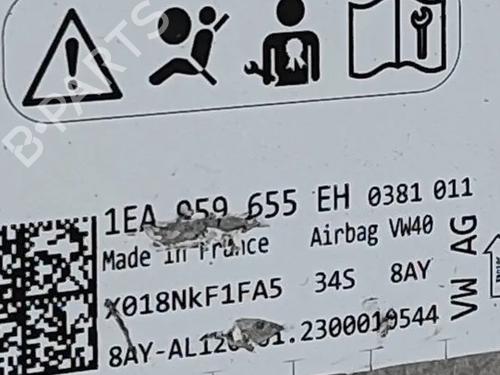 B-PARTS
1EA 959 655 EH 0381 011
Made in France Airbag VW40
X018NkF1FA5 34S 8AY
VW AG